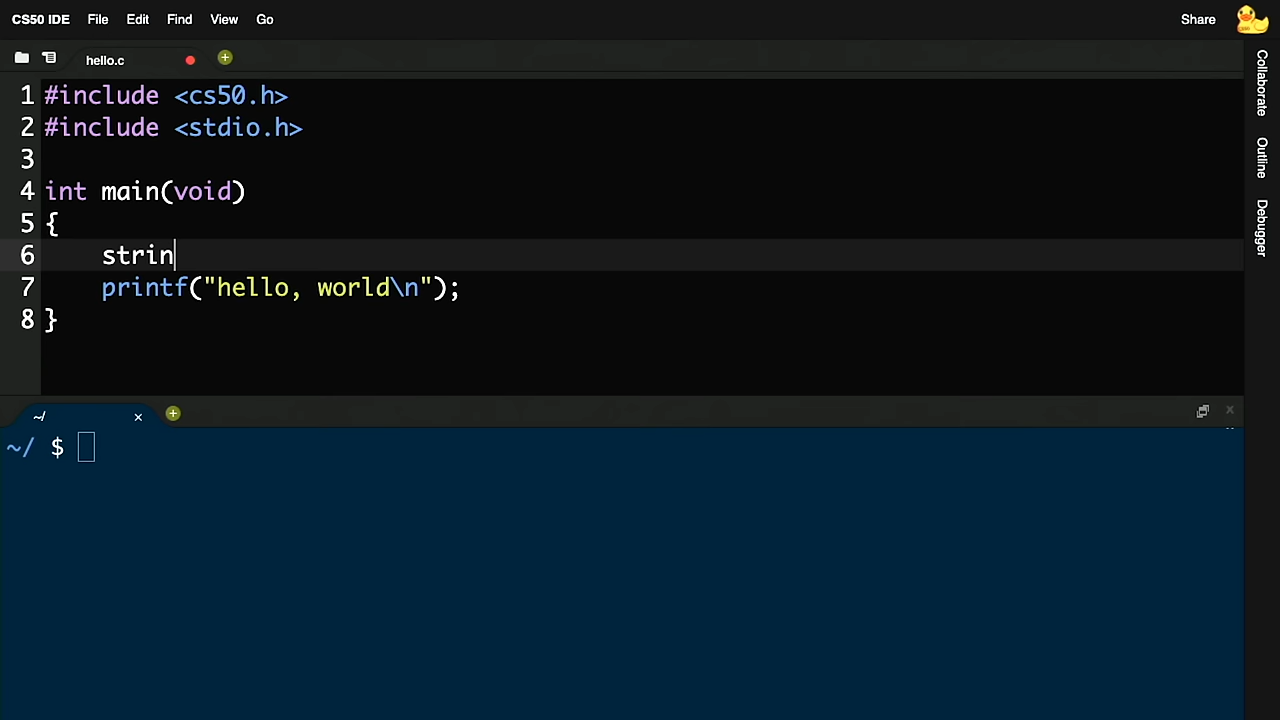 CS50 IDE File Edit Find View Go Share
hello.c
1 #include <cs50.h>
2 #include <stdio.h>
3
4 int main(void)
5 {
6     strin
7     printf("hello, world\n");
8 }
~/
~/ $
Collaborate
Outline
Debugger